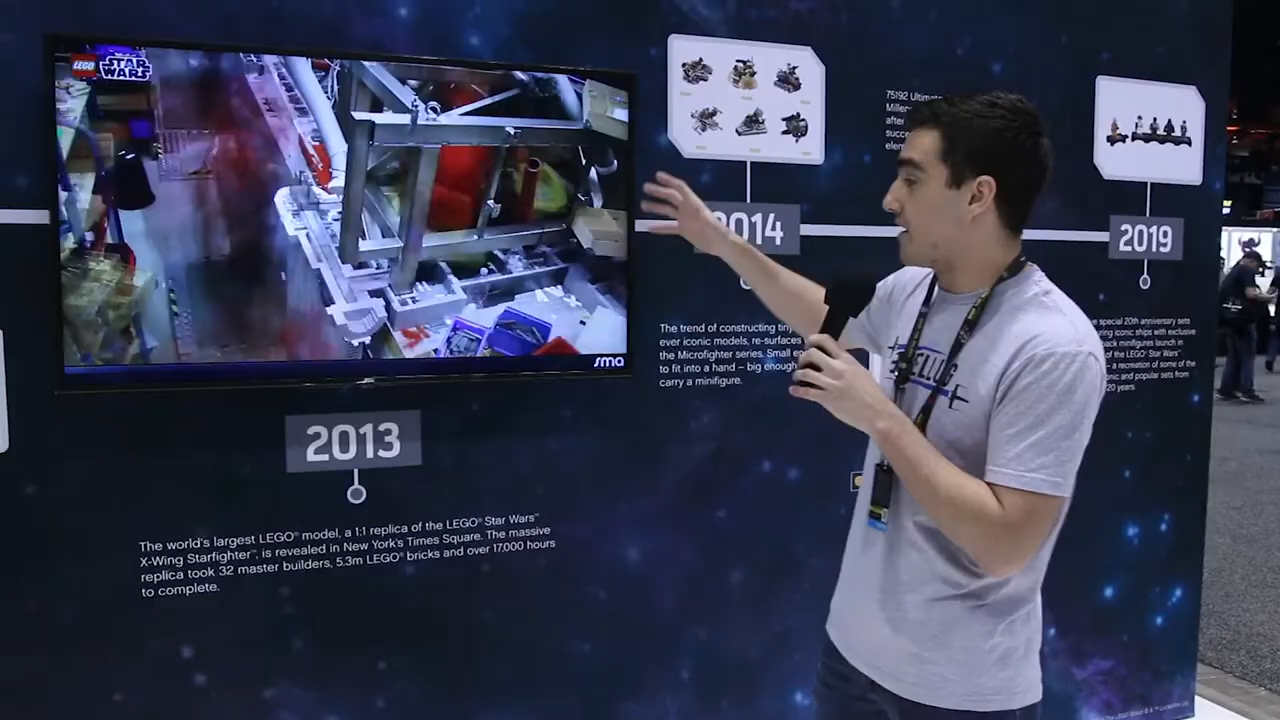 LEGO
STAR
WARS
sma
2013
The world's largest LEGO® model, a 1:1 replica of the LEGO® Star Wars™
X-Wing Starfighter™, is revealed in New York's Times Square. The massive
replica took 32 master builders, 5.3m LEGO® bricks and over 17,000 hours
to complete.
2014
The trend of constructing tiny
ever iconic models, re-surfaces
the Microfighter series. Small en
to fit into a hand – big enough
carry a minifigure.
75192 Ultimate
Millen
after
succe
elem
2019
special 20th anniversary sets
iconic ships with exclusive
minifigures launch in
of the LEGO® Star Wars™
– a recreation of some of the
and popular sets from
20 years.